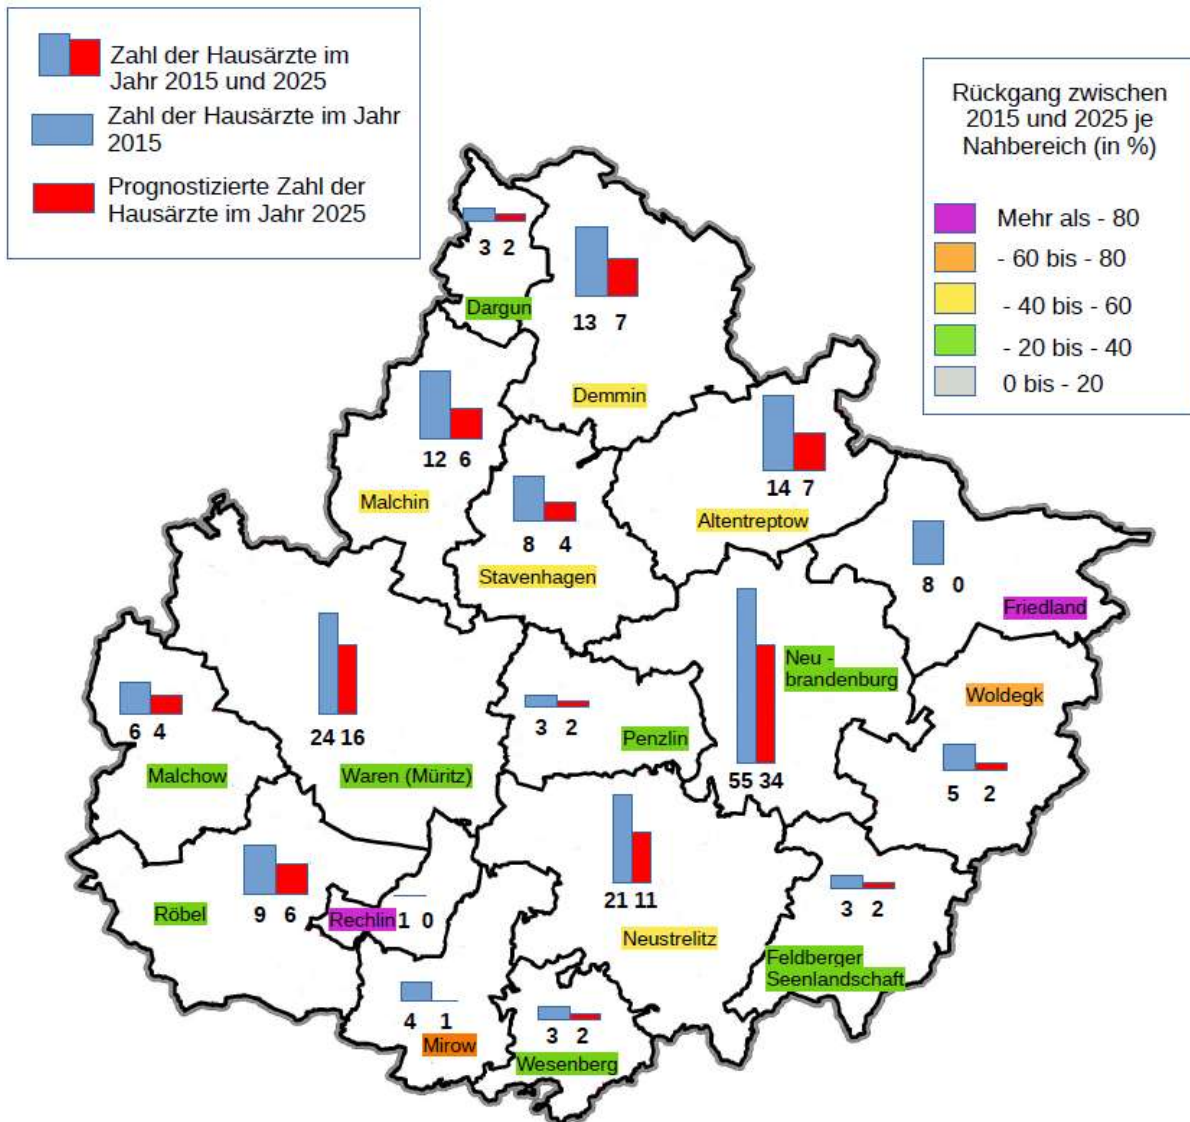 Zahl der Hausärzte im
Jahr 2015 und 2025
Zahl der Hausärzte im Jahr
2015
Prognostizierte Zahl der
Hausärzte im Jahr 2025
Rückgang zwischen
2015 und 2025 je
Nahbereich (in %)
Mehr als - 80
- 60 bis - 80
- 40 bis - 60
- 20 bis - 40
0 bis - 20
3 2
Dargun
13 7
Demmin
12 6
Malchin
14 7
Altentreptow
8 4
Stavenhagen
8 0
Friedland
Neu -
brandenburg
55 34
Woldegk
5 2
6 4
Malchow
24 16
Waren (Müritz)
3 2
Penzlin
9 6
Röbel
Rechlin 1 0
21 11
Neustrelitz
3 2
Feldberger
Seenlandschaft
4 1
Mirow
3 2
Wesenberg